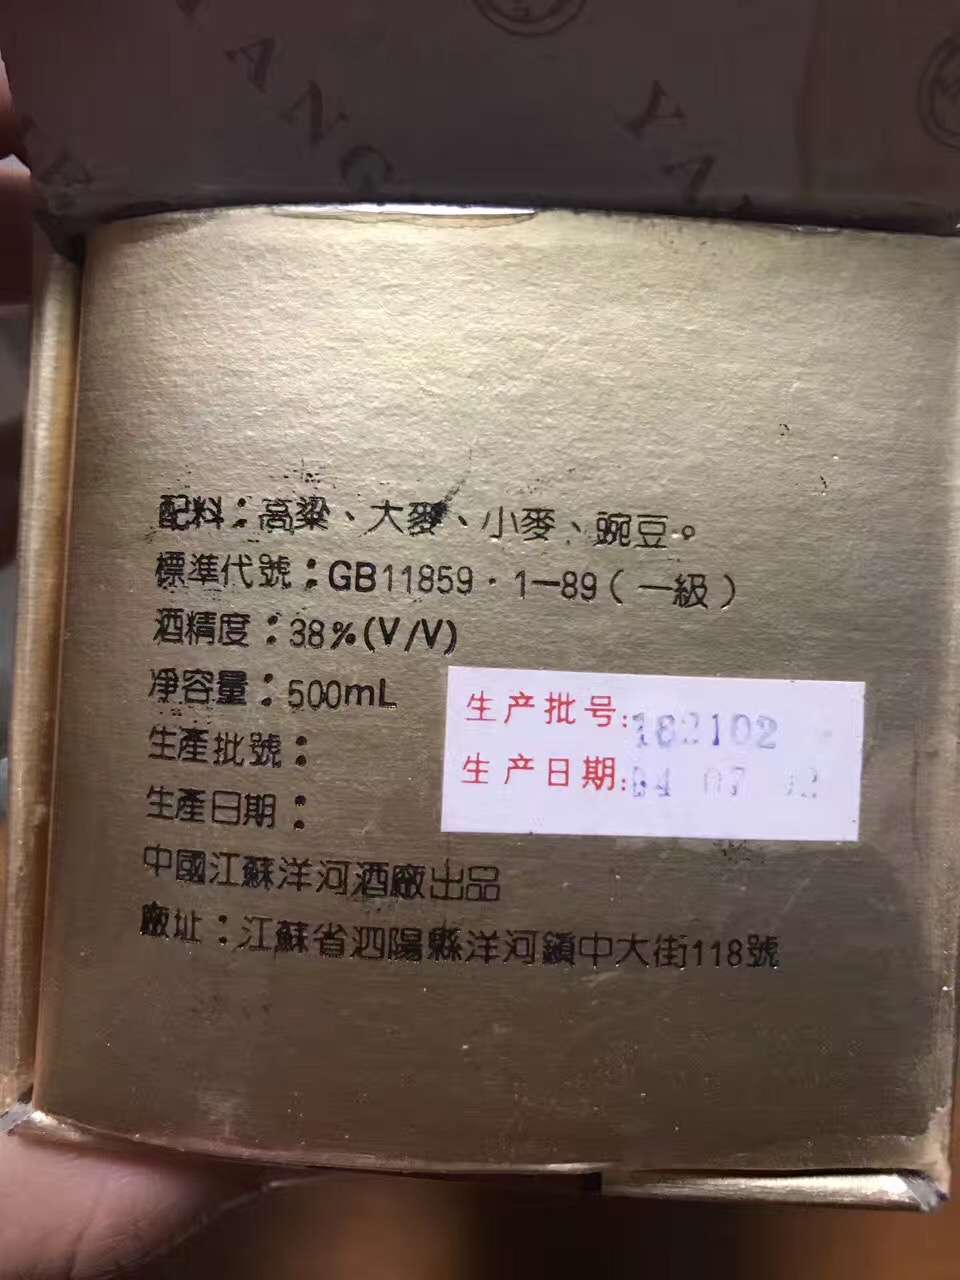 配料：高粱、大麥、小麥、豌豆。
標準代號：GB11859·1—89（一級）
酒精度：38%(V/V)
净容量：500mL
生產批號：
生產日期：
生产批号：182102
生产日期：04 07
中國江蘇洋河酒廠出品
廠址：江蘇省泗陽縣洋河鎮中大街118號